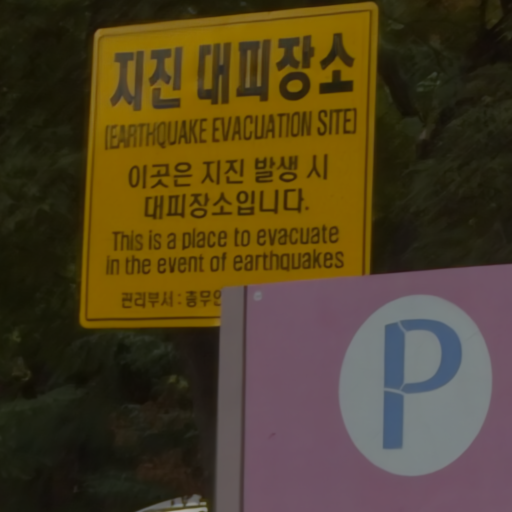 지진 대피장소
[EARTHQUAKE EVACUATION SITE]
이곳은 지진 발생 시
대피장소입니다.
This is a place to evacuate
in the event of earthquakes
관리부서 : 총무
P